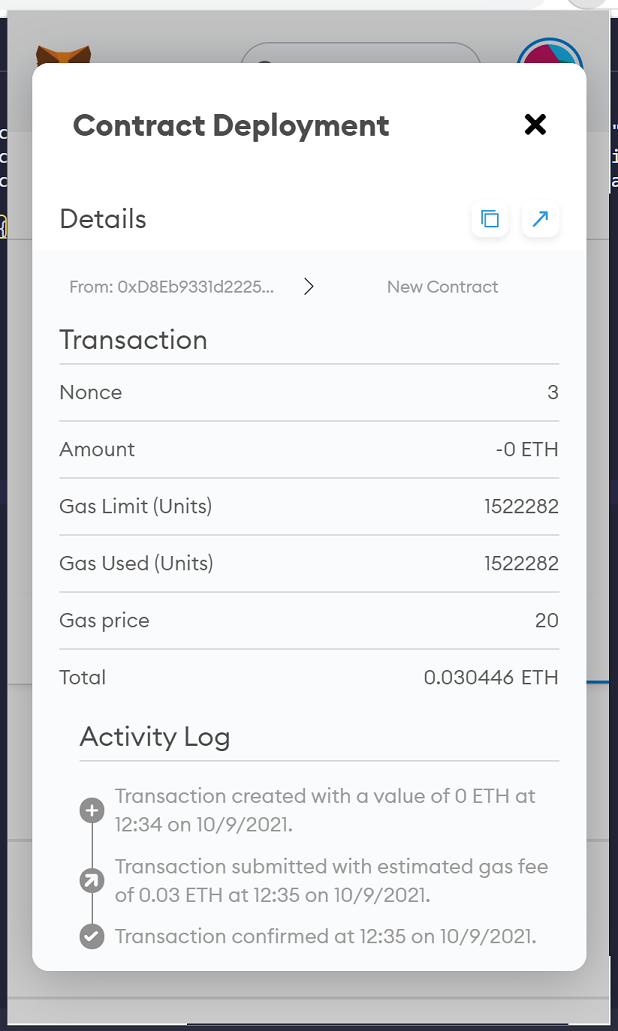 Contract Deployment
Details
From: 0xD8Eb9331d2225... New Contract
Transaction
Nonce 3
Amount -0 ETH
Gas Limit (Units) 1522282
Gas Used (Units) 1522282
Gas price 20
Total 0.030446 ETH
Activity Log
Transaction created with a value of 0 ETH at
12:34 on 10/9/2021.
Transaction submitted with estimated gas fee
of 0.03 ETH at 12:35 on 10/9/2021.
Transaction confirmed at 12:35 on 10/9/2021.